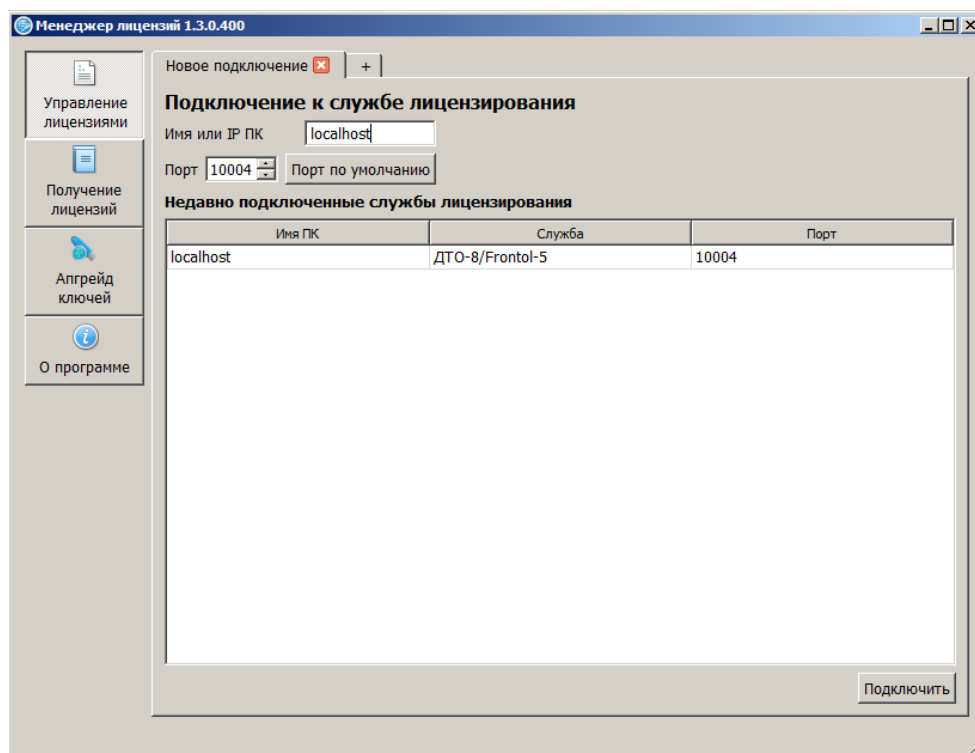 Менеджер лицензий 1.3.0.400
Управление
лицензиями
Получение
лицензий
Апгрейд
ключей
О программе
Новое подключение +
Подключение к службе лицензирования
Имя или IP ПК localhost
Порт 10004 Порт по умолчанию
Недавно подключенные службы лицензирования
Имя ПК Служба Порт
localhost ДТО-8/Frontol-5 10004
Подключить